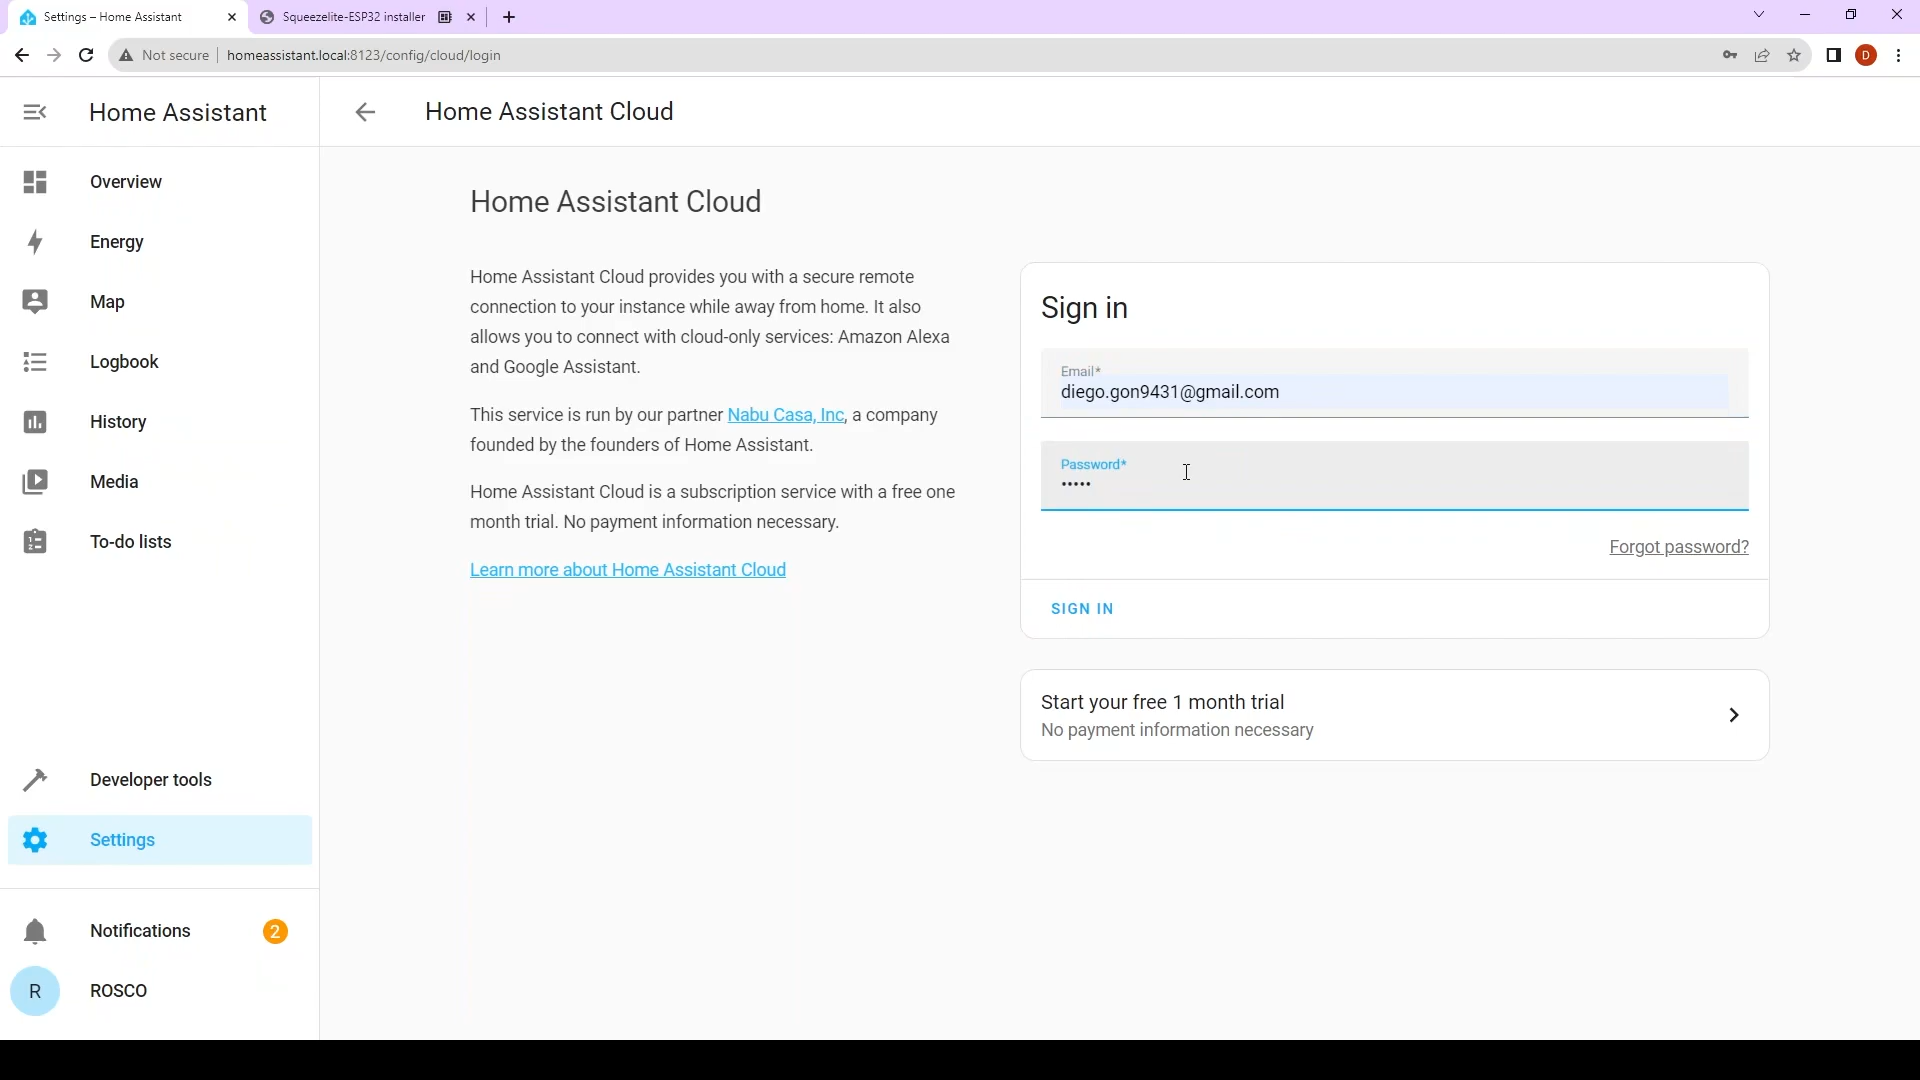 Settings – Home Assistant
Squeezelite-ESP32 installer
Not secure
homeassistant.local:8123/config/cloud/login
D
Home Assistant
Home Assistant Cloud
Overview
Energy
Map
Logbook
History
Media
To-do lists
Developer tools
Settings
Notifications
2
R
ROSCO
Home Assistant Cloud
Home Assistant Cloud provides you with a secure remote
connection to your instance while away from home. It also
allows you to connect with cloud-only services: Amazon Alexa
and Google Assistant.
This service is run by our partner Nabu Casa, Inc, a company
founded by the founders of Home Assistant.
Home Assistant Cloud is a subscription service with a free one
month trial. No payment information necessary.
Learn more about Home Assistant Cloud
Sign in
Email*
diego.gon9431@gmail.com
Password*
•••••
Forgot password?
SIGN IN
Start your free 1 month trial
No payment information necessary